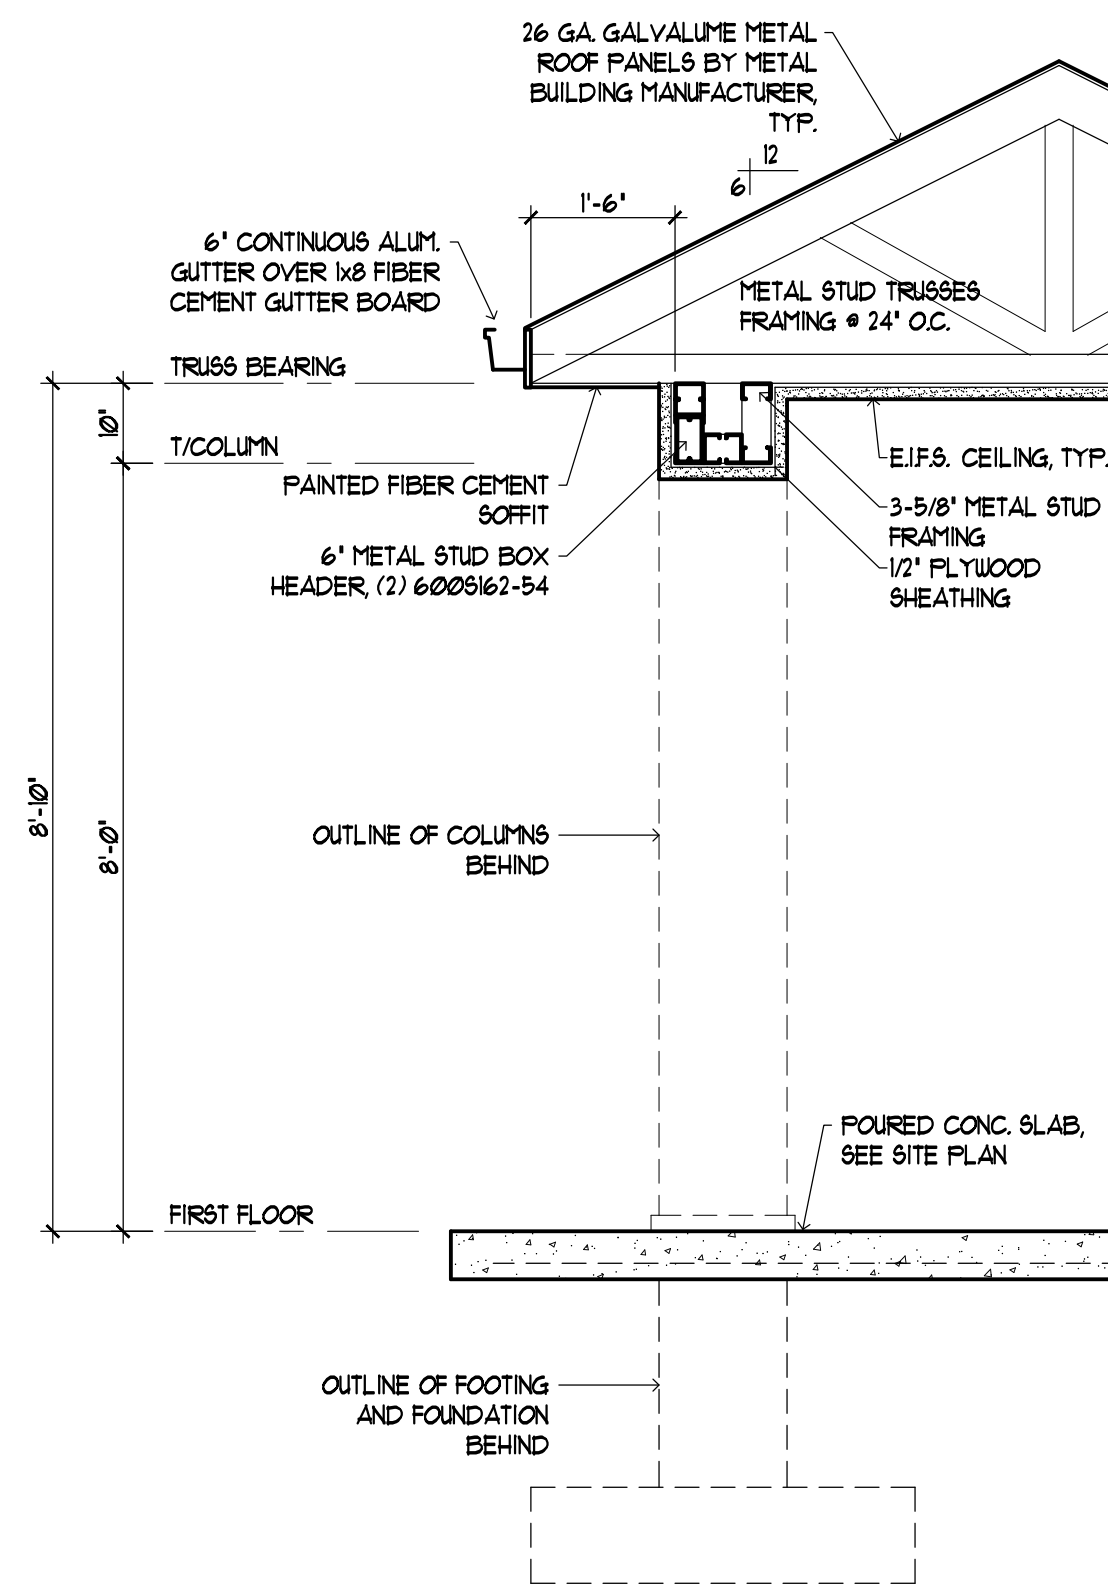 26 GA. GALVALUME METAL
ROOF PANELS BY METAL
BUILDING MANUFACTURER,
TYP.
12
6
1'-6"
6" CONTINUOUS ALUM.
GUTTER OVER 1x8 FIBER
CEMENT GUTTER BOARD
METAL STUD TRUSSES
FRAMING @ 24" O.C.
TRUSS BEARING
10"
T/COLUMN
E.I.F.S. CEILING, TYP.
PAINTED FIBER CEMENT
SOFFIT
3-5/8" METAL STUD
FRAMING
6" METAL STUD BOX
HEADER, (2) 600S162-54
1/2" PLYWOOD
SHEATHING
8'-10"
8'-0"
OUTLINE OF COLUMNS
BEHIND
POURED CONC. SLAB,
SEE SITE PLAN
FIRST FLOOR
OUTLINE OF FOOTING
AND FOUNDATION
BEHIND